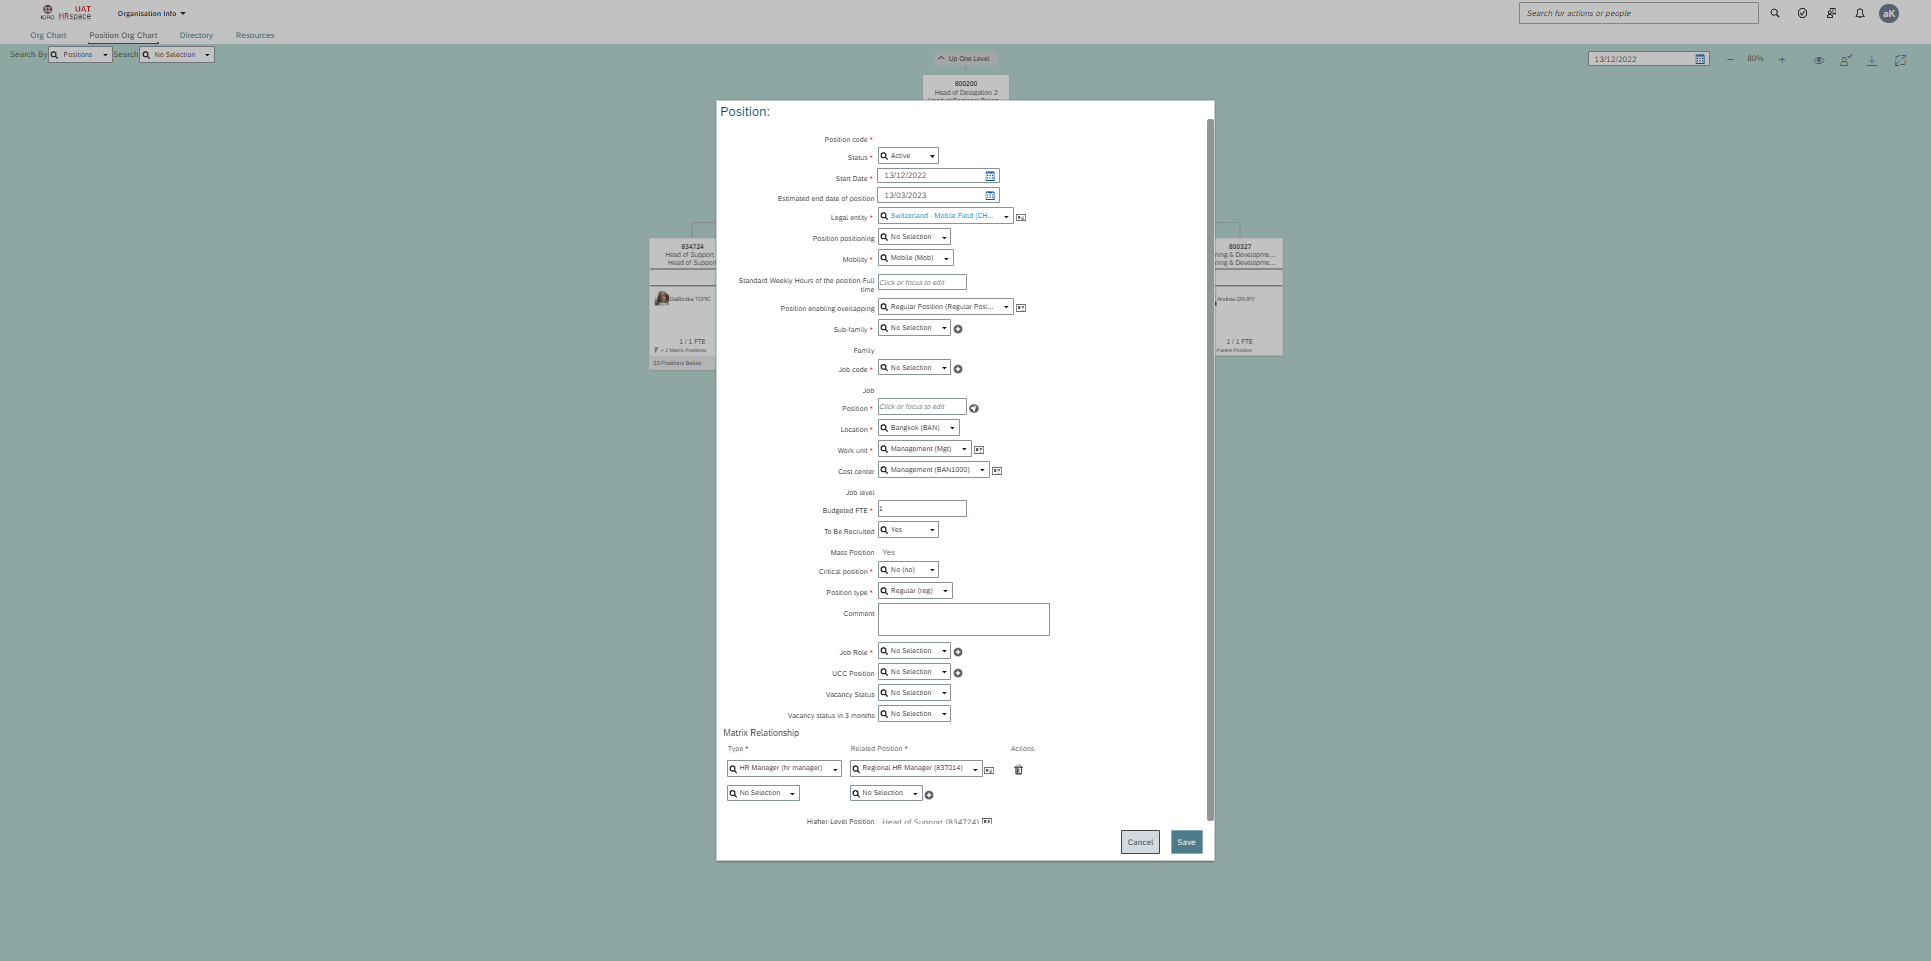 ICRC
UAT
HRspace
Organisation Info
Search for actions or people
aK
Org Chart
Position Org Chart
Directory
Resources
Search By
Positions
Search
No Selection
Up One Level
13/12/2022
80%
800200
Head of Delegation 2
834724
Head of Support
Head of Suppor
Daliborka TOPIC
1 / 1 FTE
+ 2 Matrix Positions
33 Positions Below
800327
ning & Developme...
ning & Developme...
Andrea DRURY
1 / 1 FTE
Parent Position
Position:
Position code *
Status * Active
Start Date * 13/12/2022
Estimated end date of position 13/03/2023
Legal entity * Switzerland - Mobile Field (CH...
Position positioning No Selection
Mobility * Mobile (Mob)
Standard Weekly Hours of the position-Full
time
Click or focus to edit
Position enabling overlapping Regular Position (Regular Posi...
Sub-family * No Selection
Family
Job code * No Selection
Job
Position * Click or focus to edit
Location * Bangkok (BAN)
Work unit * Management (Mgt)
Cost center Management (BAN1000)
Job level
Budgeted FTE * 1
To Be Recruited Yes
Mass Position Yes
Critical position * No (no)
Position type * Regular (reg)
Comment
Job Role * No Selection
UCC Position No Selection
Vacancy Status No Selection
Vacancy status in 3 months No Selection
Matrix Relationship
Type * Related Position * Actions
HR Manager (hr manager) Regional HR Manager (837014)
No Selection No Selection
Higher-Level Position Head of Support (834724)
Cancel Save